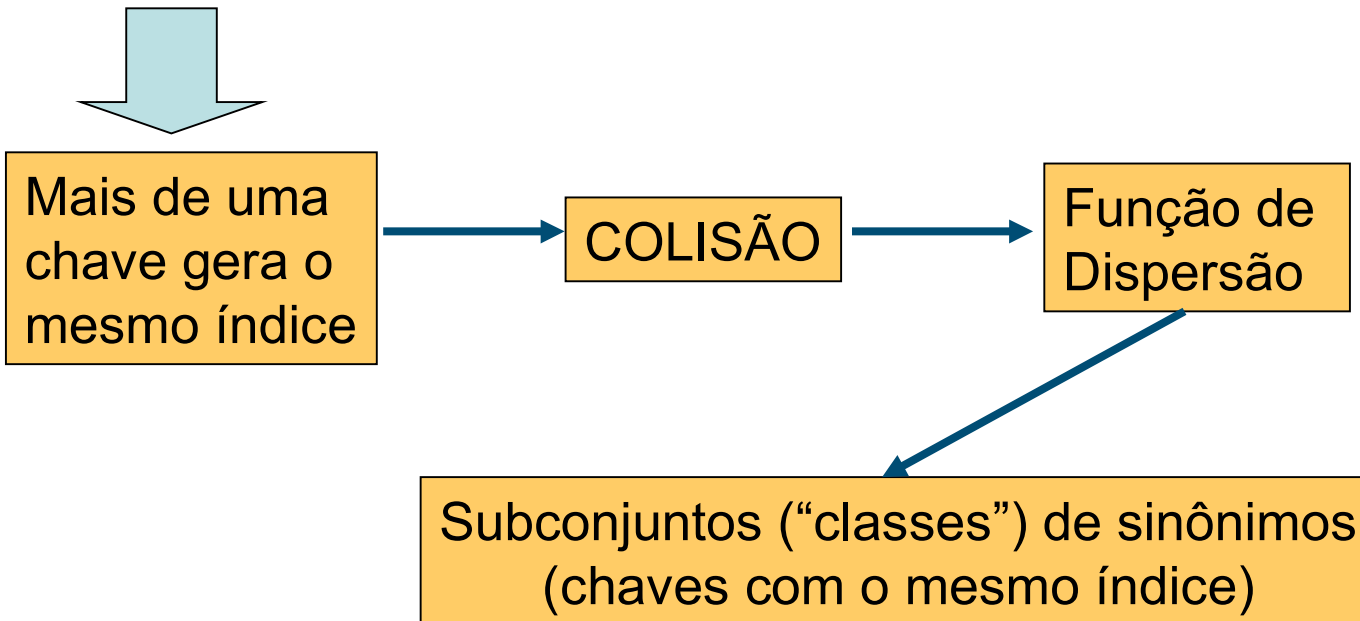 Mais de uma
chave gera o
mesmo índice
COLISÃO
Função de
Dispersão
Subconjuntos (“classes”) de sinônimos
(chaves com o mesmo índice)